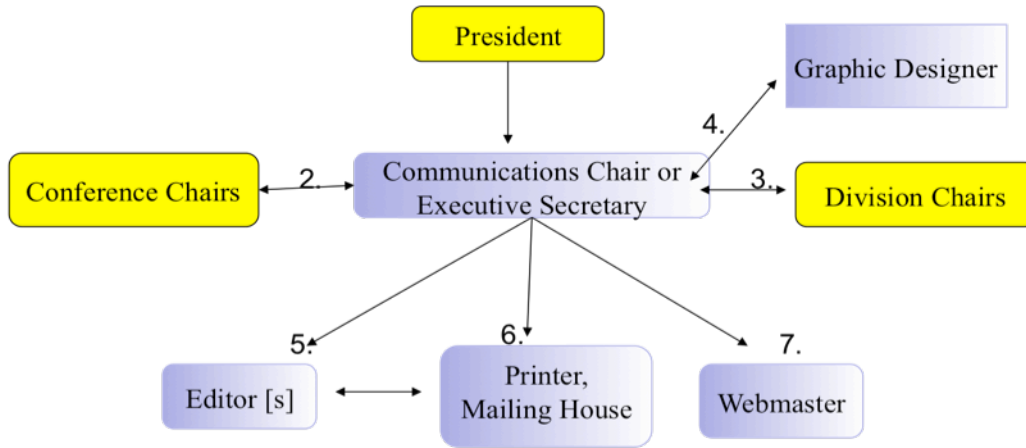 President
Graphic Designer
4.
Conference Chairs
2.
Communications Chair or
Executive Secretary
3.
Division Chairs
5.
6.
7.
Editor [s]
Printer,
Mailing House
Webmaster